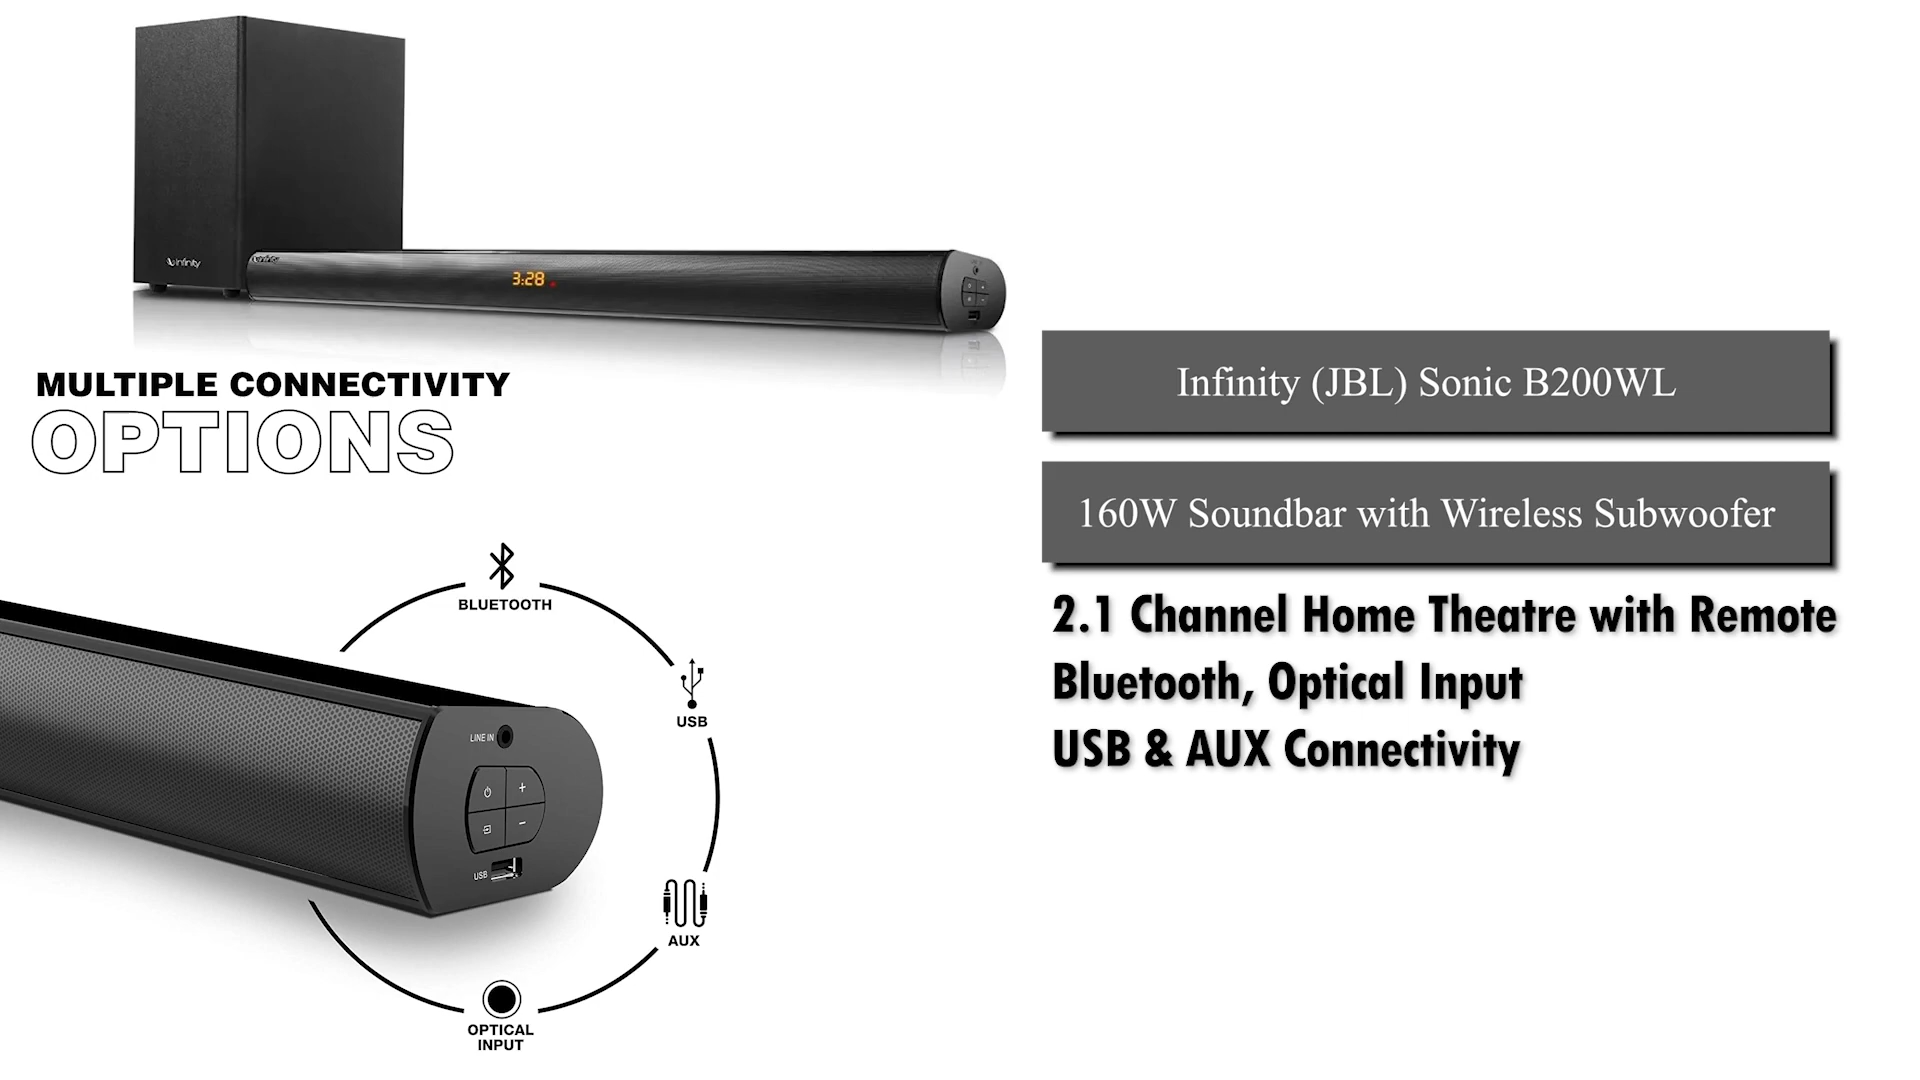 Infinity
Infinity
3:28
MULTIPLE CONNECTIVITY
OPTIONS
Infinity (JBL) Sonic B200WL
160W Soundbar with Wireless Subwoofer
2.1 Channel Home Theatre with Remote
Bluetooth, Optical Input
USB & AUX Connectivity
BLUETOOTH
USB
LINE IN
USB
AUX
OPTICAL
INPUT